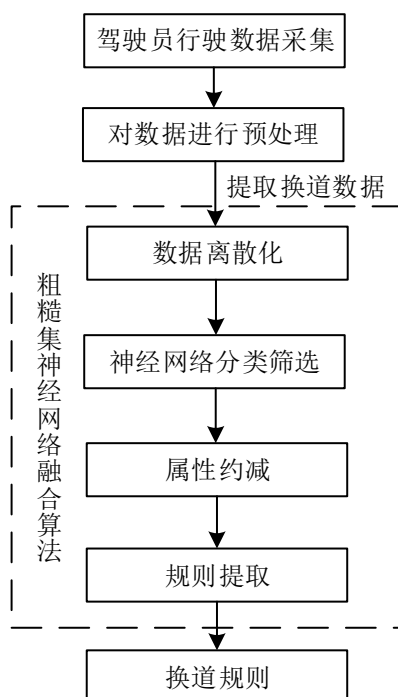 驾驶员行驶数据采集
对数据进行预处理
提取换道数据
粗糙集神经网络融合算法
数据离散化
神经网络分类筛选
属性约减
规则提取
换道规则